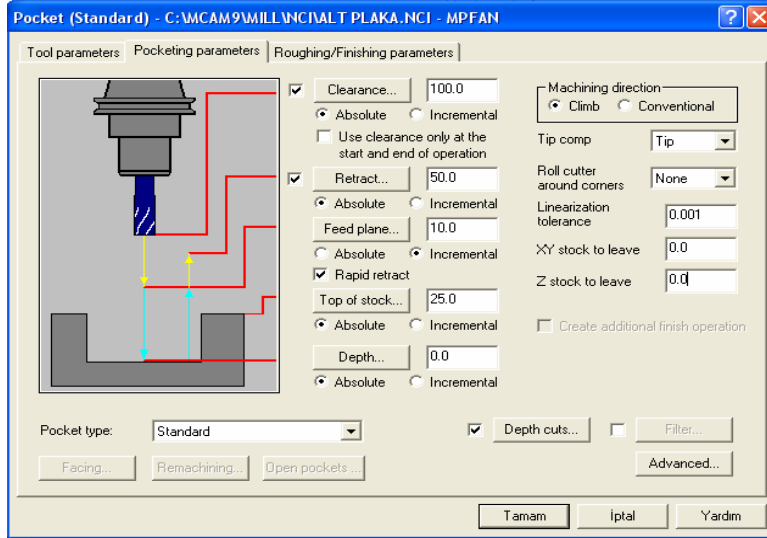 Pocket (Standard) - C:\MCAM9\MILL\NCI\ALT PLAKA.NCI - MPFAN
Tool parameters Pocketing parameters Roughing/Finishing parameters
Clearance... 100.0
Absolute Incremental
Use clearance only at the
start and end of operation
Retract... 50.0
Absolute Incremental
Feed plane... 10.0
Absolute Incremental
Rapid retract
Top of stock... 25.0
Absolute Incremental
Depth... 0.0
Absolute Incremental
Machining direction
Climb Conventional
Tip comp Tip
Roll cutter
around corners None
Linearization
tolerance 0.001
XY stock to leave 0.0
Z stock to leave 0.0
Create additional finish operation
Pocket type: Standard
Depth cuts... Filter...
Facing... Remachining... Open pockets ... Advanced...
Tamam İptal Yardım